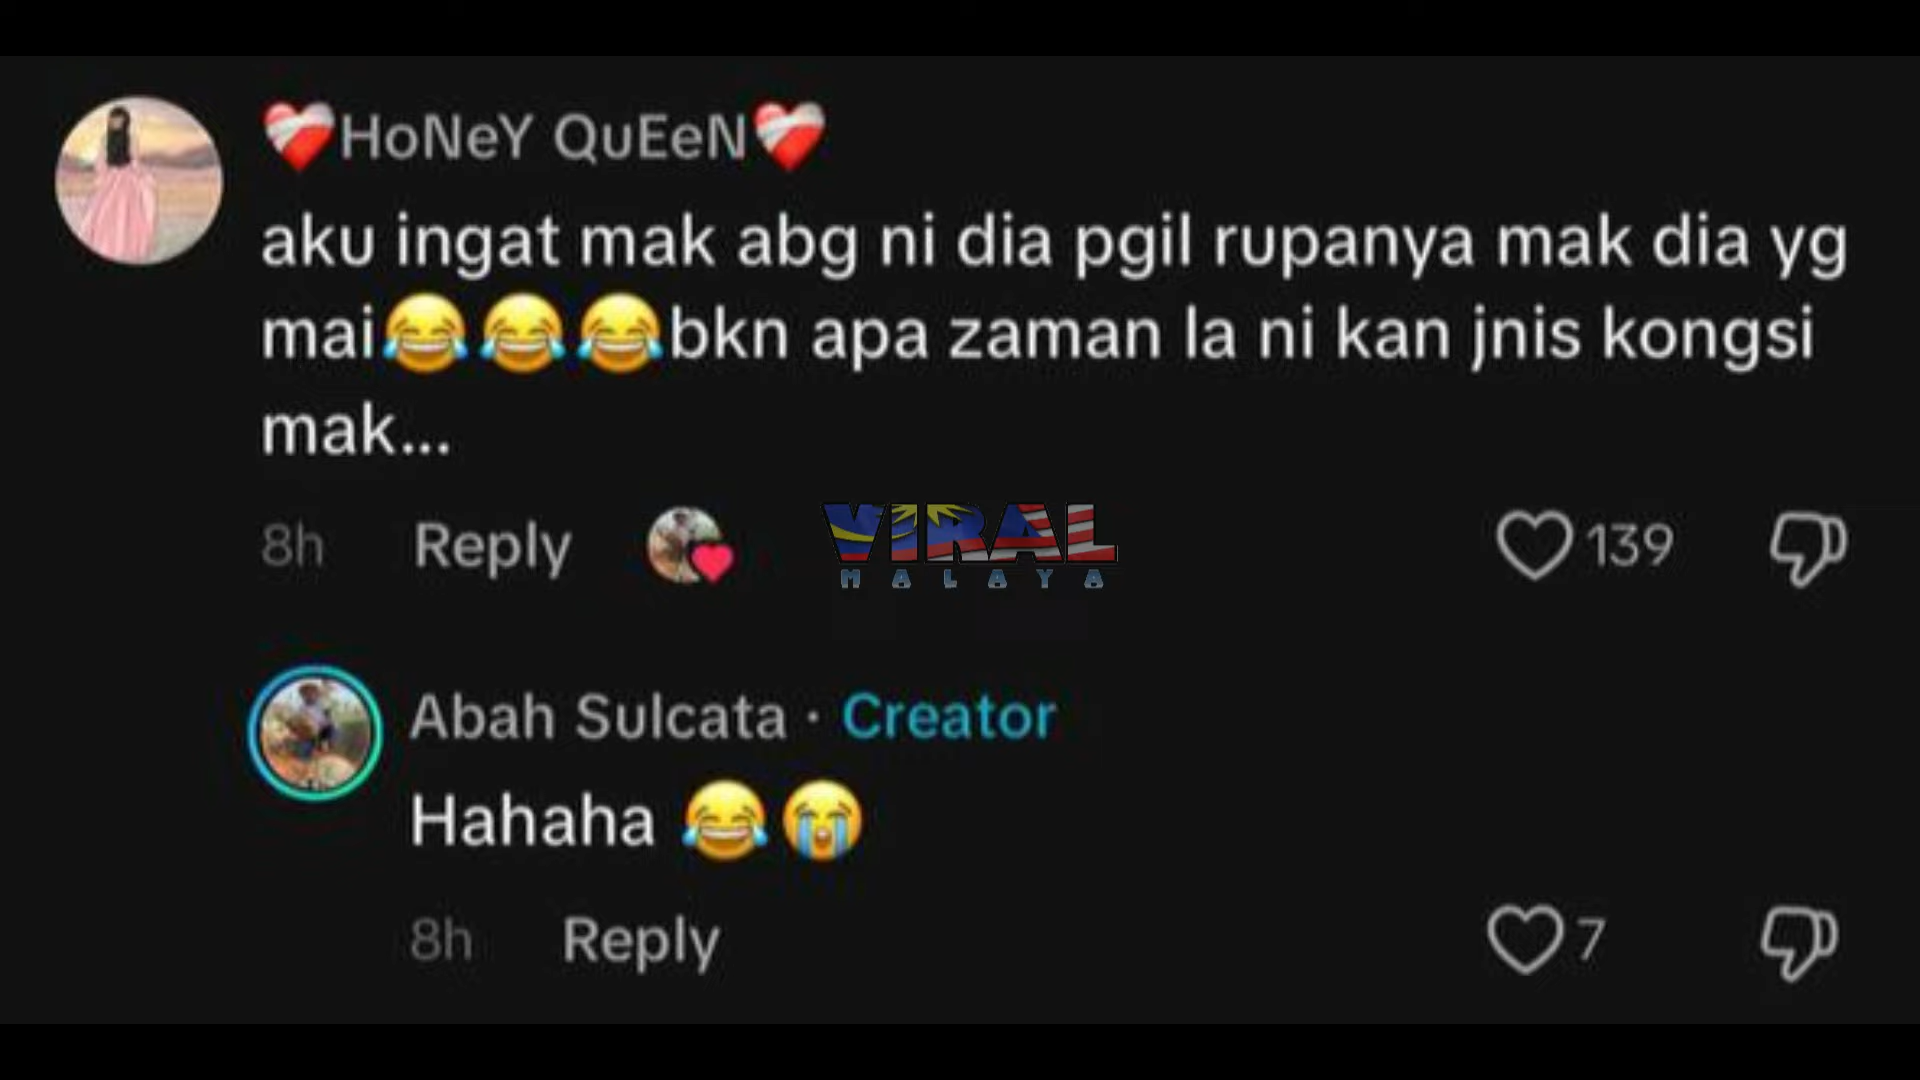 ❤️‍🩹HoNeY QuEeN❤️‍🩹
aku ingat mak abg ni dia pgil rupanya mak dia yg
mai😂😂😂bkn apa zaman la ni kan jnis kongsi
mak...
8h Reply 139
VIRAL
MALAYA
Abah Sulcata · Creator
Hahaha 😂😭
8h Reply 7